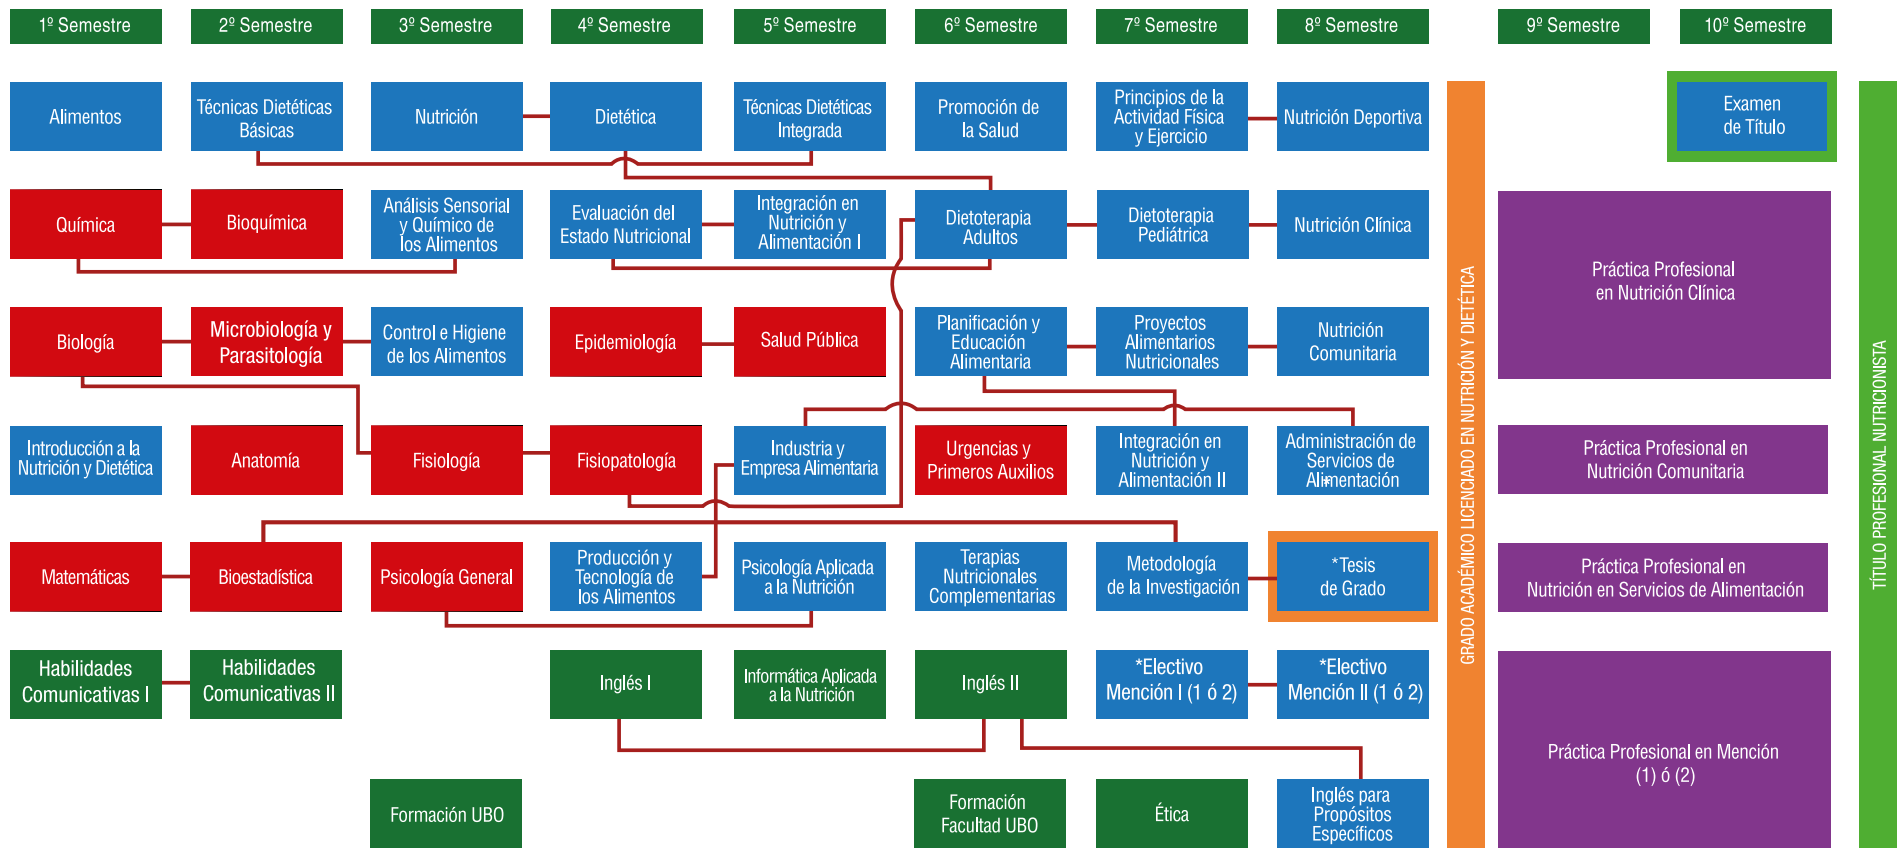 1º Semestre
2º Semestre
3º Semestre
4º Semestre
5º Semestre
6º Semestre
7º Semestre
8º Semestre
9º Semestre
10º Semestre
Alimentos
Técnicas Dietéticas
Básicas
Nutrición
Dietética
Técnicas Dietéticas
Integrada
Promoción de
la Salud
Principios de la
Actividad Física
y Ejercicio
Nutrición Deportiva
Examen
de Título
Química
Bioquímica
Análisis Sensorial
y Químico de
los Alimentos
Evaluación del
Estado Nutricional
Integración en
Nutrición y
Alimentación I
Dietoterapia
Adultos
Dietoterapia
Pediátrica
Nutrición Clínica
Práctica Profesional
en Nutrición Clínica
Biología
Microbiología y
Parasitología
Control e Higiene
de los Alimentos
Epidemiología
Salud Pública
Planificación y
Educación
Alimentaria
Proyectos
Alimentarios
Nutricionales
Nutrición
Comunitaria
Introducción a la
Nutrición y Dietética
Anatomía
Fisiología
Fisiopatología
Industria y
Empresa Alimentaria
Urgencias y
Primeros Auxilios
Integración en
Nutrición y
Alimentación II
Administración de
Servicios de
Alimentación
*
Práctica Profesional en
Nutrición Comunitaria
Matemáticas
Bioestadística
Psicología General
Producción y
Tecnología de
los Alimentos
Psicología Aplicada
a la Nutrición
Terapias
Nutricionales
Complementarias
Metodología
de la Investigación
*Tesis
de Grado
Práctica Profesional en
Nutrición en Servicios de Alimentación
Habilidades
Comunicativas I
Habilidades
Comunicativas II
Inglés I
Informática Aplicada
a la Nutrición
Inglés II
*Electivo
Mención I (1 ó 2)
*Electivo
Mención II (1 ó 2)
Práctica Profesional en Mención
(1) ó (2)
Formación UBO
Formación
Facultad UBO
Ética
Inglés para
Propósitos
Específicos
GRADO ACADÉMICO LICENCIADO EN NUTRICIÓN Y DIETÉTICA
TÍTULO PROFESIONAL NUTRICIONISTA